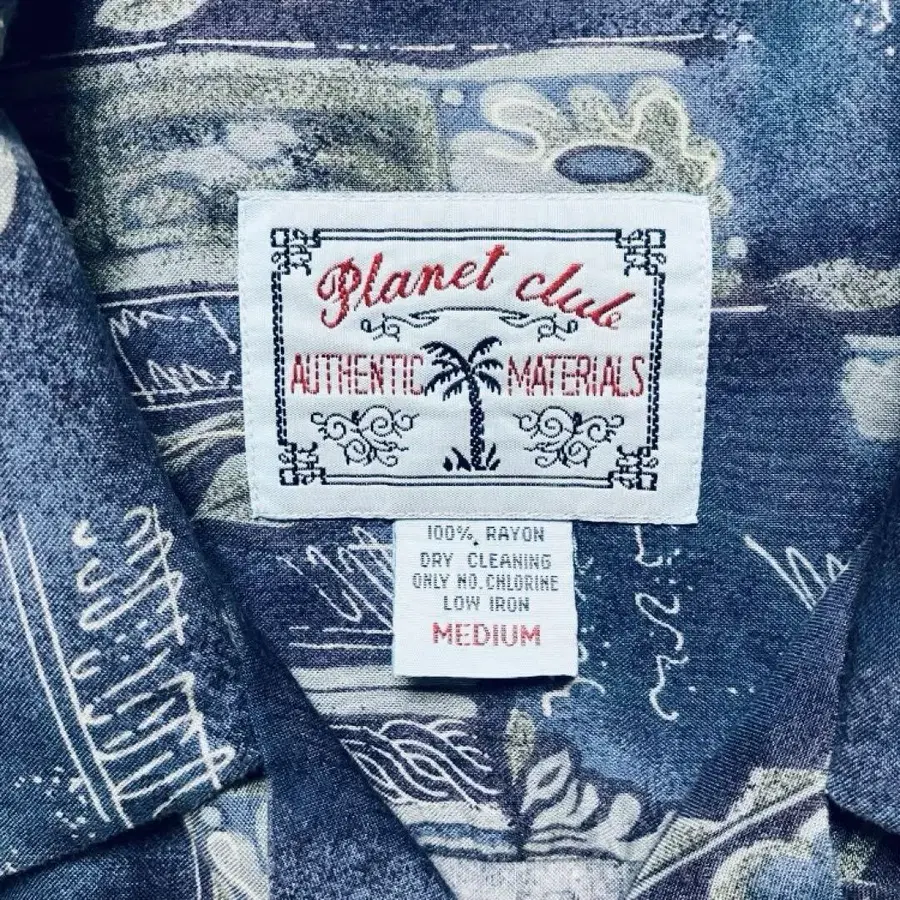 Planet club
AUTHENTIC MATERIALS
100% RAYON
DRY CLEANING
ONLY NO. CHLORINE
LOW IRON
MEDIUM